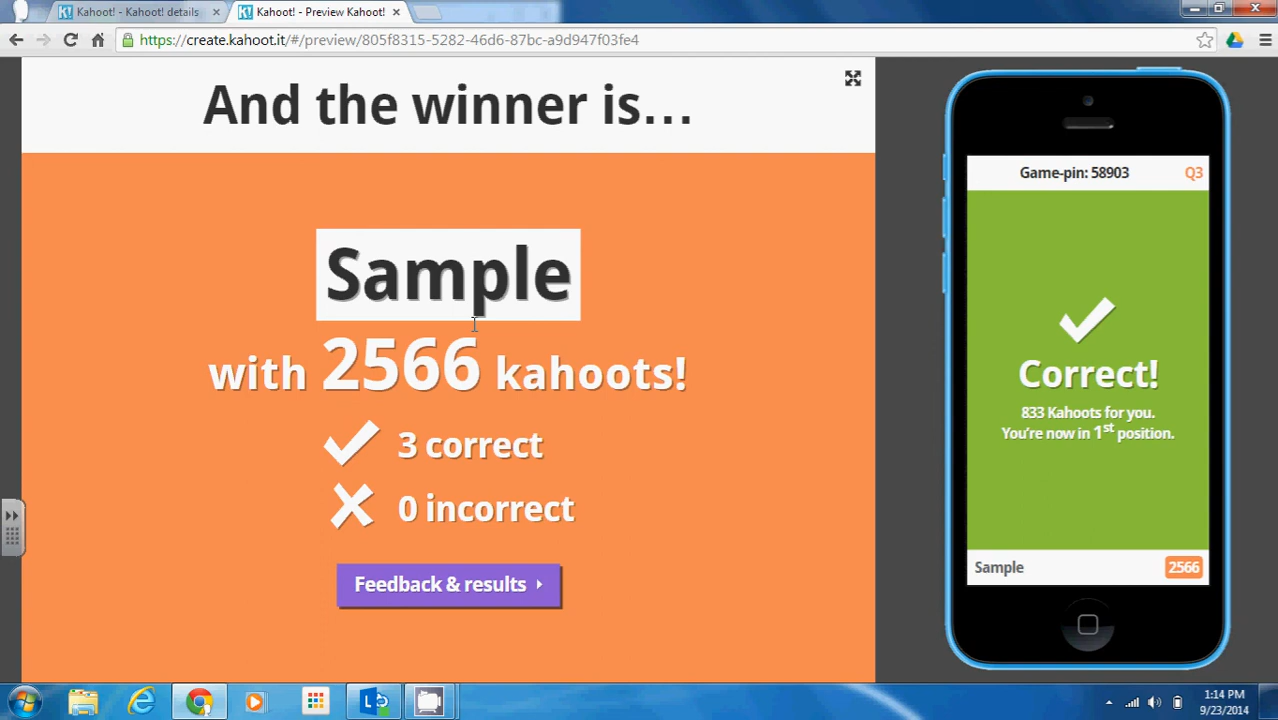 Kahoot! - Kahoot! details
Kahoot! - Preview Kahoot!
https://create.kahoot.it/#/preview/805f8315-5282-46d6-87bc-a9d947f03fe4
And the winner is...
Sample
with 2566 kahoots!
3 correct
0 incorrect
Feedback & results
Game-pin: 58903 Q3
Correct!
833 Kahoots for you.
You're now in 1st position.
Sample 2566
1:14 PM
9/23/2014